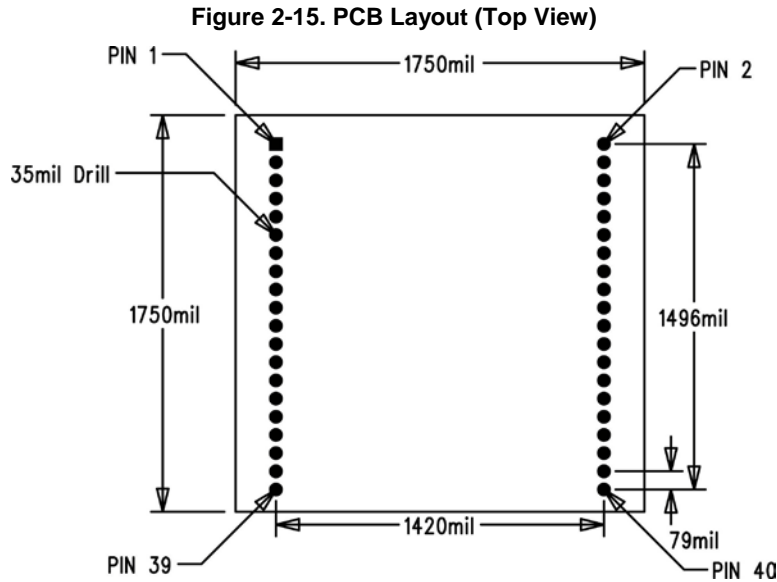 Figure 2-15. PCB Layout (Top View)
PIN 1
1750mil
PIN 2
35mil Drill
1750mil
1496mil
1420mil
79mil
PIN 39
PIN 40